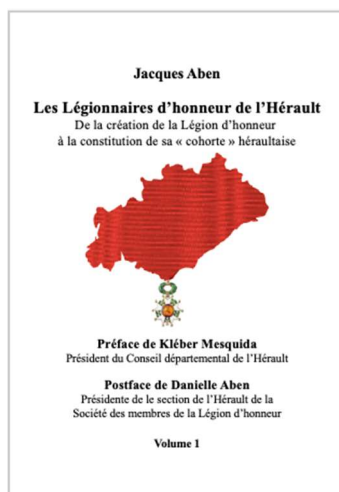 Jacques Aben
Les Légionnaires d’honneur de l’Hérault
De la création de la Légion d’honneur
à la constitution de sa « cohorte » héraultaise
Préface de Kléber Mesquida
Président du Conseil départemental de l’Hérault
Postface de Danielle Aben
Présidente de le section de l’Hérault de la
Société des membres de la Légion d’honneur
Volume 1